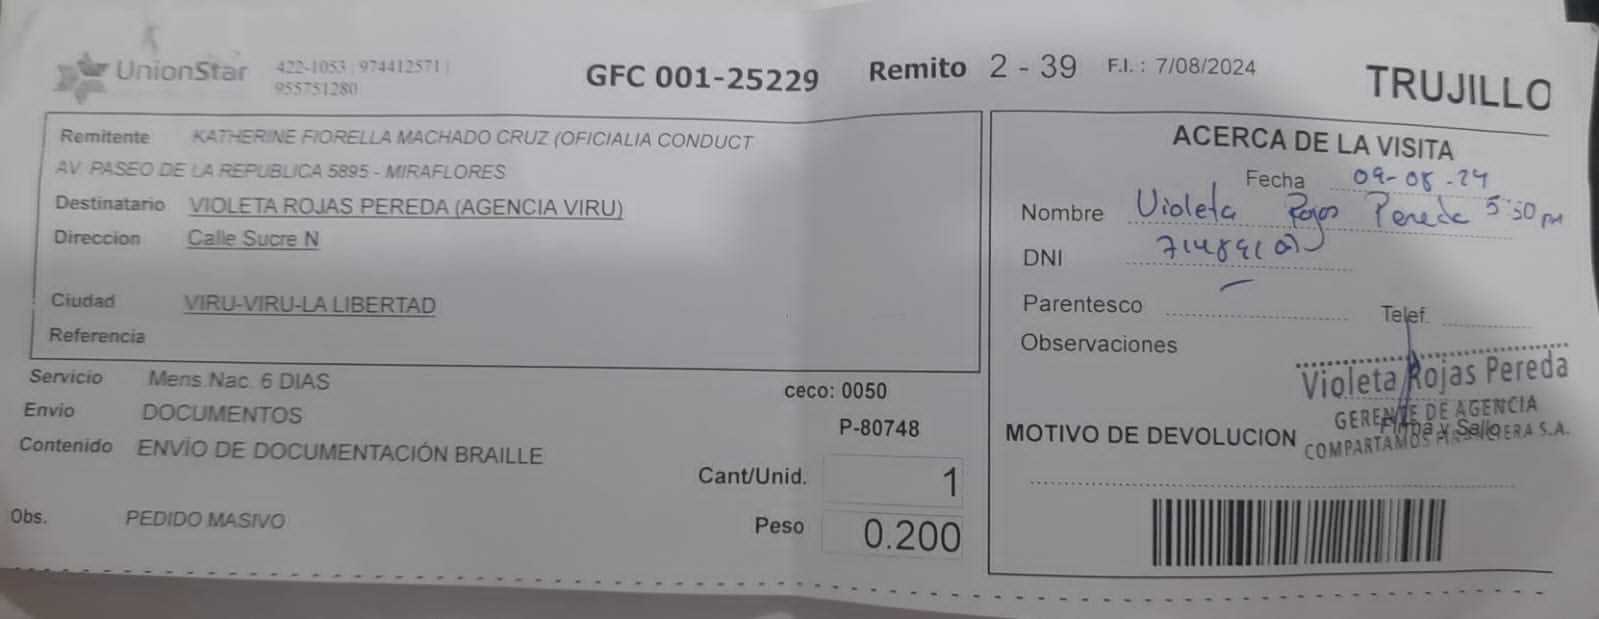 UnionStar 422-1053 | 974412571 |
955751280
GFC 001-25229 Remito 2 - 39 F.I. : 7/08/2024 TRUJILLO
Remitente KATHERINE FIORELLA MACHADO CRUZ (OFICIALIA CONDUCT
AV. PASEO DE LA REPUBLICA 5895 - MIRAFLORES
Destinatario VIOLETA ROJAS PEREDA (AGENCIA VIRU)
Direccion Calle Sucre N
Ciudad VIRU-VIRU-LA LIBERTAD
Referencia
Servicio Mens.Nac. 6 DIAS
ceco: 0050
Envio DOCUMENTOS
P-80748
Contenido ENVÍO DE DOCUMENTACIÓN BRAILLE
Cant/Unid. 1
Obs. PEDIDO MASIVO
Peso 0.200
ACERCA DE LA VISITA
Fecha 09-08-24
Nombre Violeta Rojas Pereda 5:50 pm
DNI
Parentesco Telef.
Observaciones
Violeta Rojas Pereda
GERENTE DE AGENCIA
Firma y Sello
COMPARTAMOS FINANCIERA S.A.
MOTIVO DE DEVOLUCION